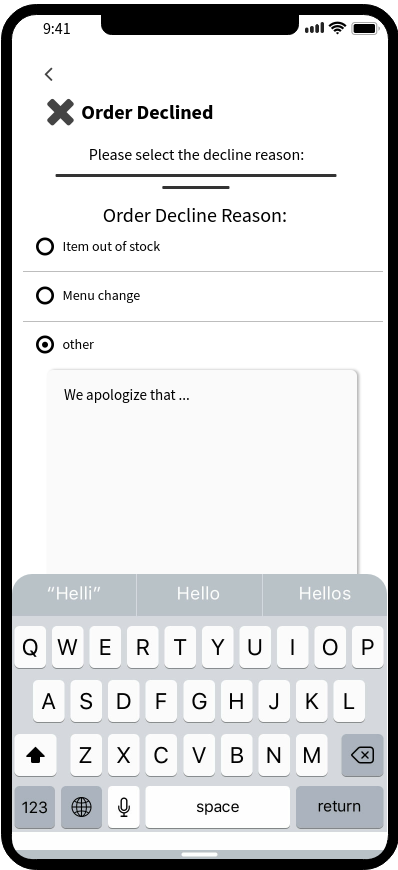 9:41
Order Declined
Please select the decline reason:
Order Decline Reason:
Item out of stock
Menu change
other
We apologize that ...
“Helli” Hello Hellos
Q W E R T Y U I O P
A S D F G H J K L
Z X C V B N M
123 space return